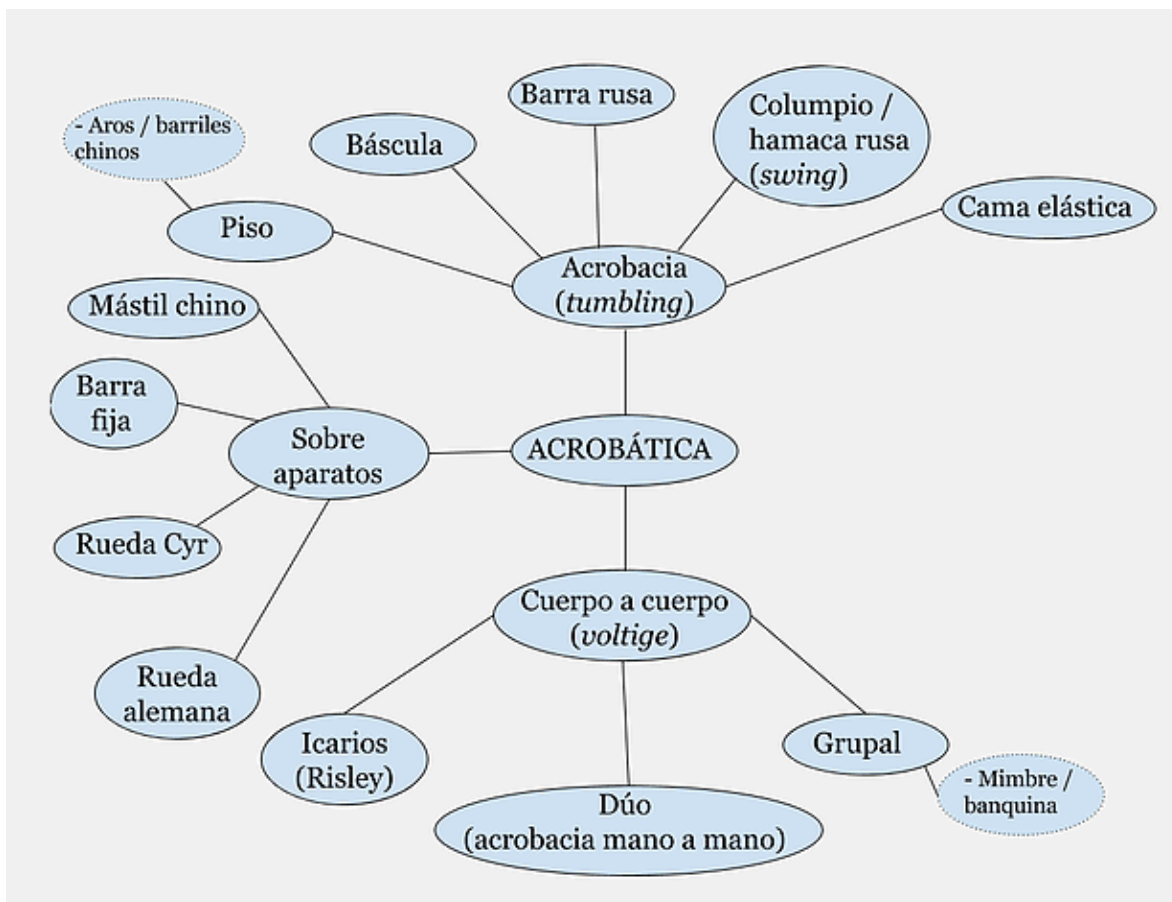 Barra rusa
Columpio /
hamaca rusa
(swing)
- Aros / barriles
chinos
Báscula
Cama elástica
Piso
Acrobacia
(tumbling)
Mástil chino
Barra
fija
Sobre
aparatos
ACROBÁTICA
Rueda Cyr
Cuerpo a cuerpo
(voltige)
Rueda
alemana
Icarios
(Risley)
Grupal
- Mimbre /
banquina
Dúo
(acrobacia mano a mano)